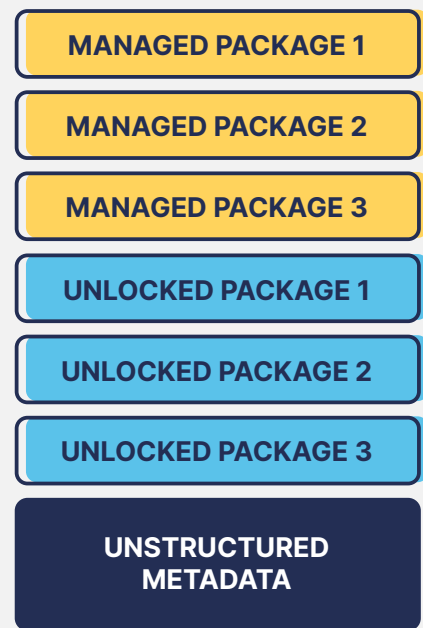 MANAGED PACKAGE 1
MANAGED PACKAGE 2
MANAGED PACKAGE 3
UNLOCKED PACKAGE 1
UNLOCKED PACKAGE 2
UNLOCKED PACKAGE 3
UNSTRUCTURED
METADATA